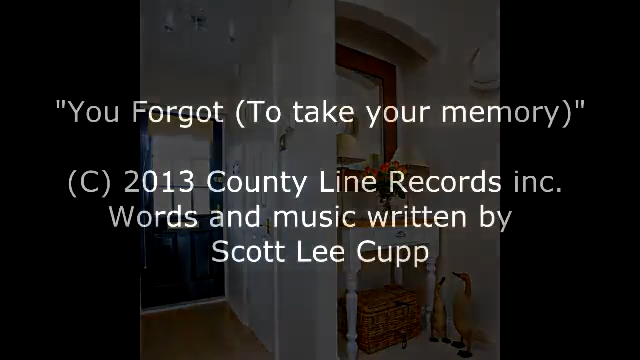 "You Forgot (To take your memory)"
(C) 2013 County Line Records inc.
Words and music written by
Scott Lee Cupp